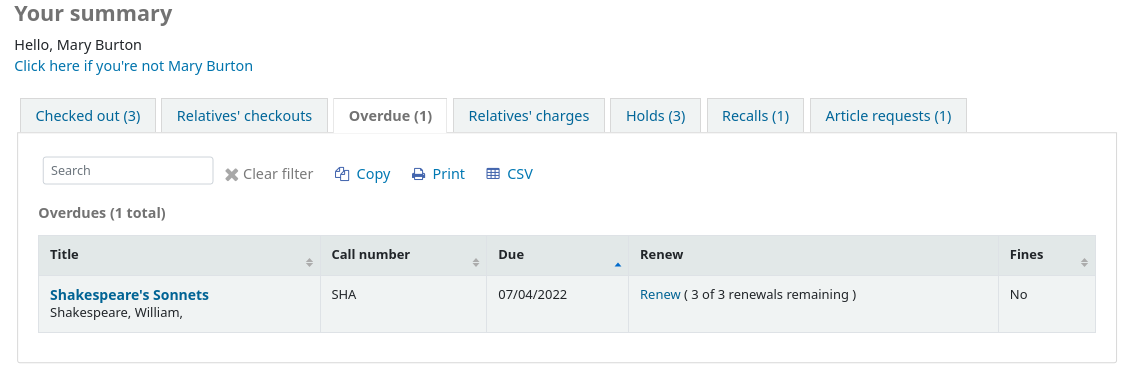 Your summary
Hello, Mary Burton
Click here if you're not Mary Burton
Checked out (3) Relatives' checkouts Overdue (1) Relatives' charges Holds (3) Recalls (1) Article requests (1)
Search Clear filter Copy Print CSV
Overdues (1 total)
Title Call number Due Renew Fines
Shakespeare's Sonnets SHA 07/04/2022 Renew ( 3 of 3 renewals remaining ) No
Shakespeare, William,